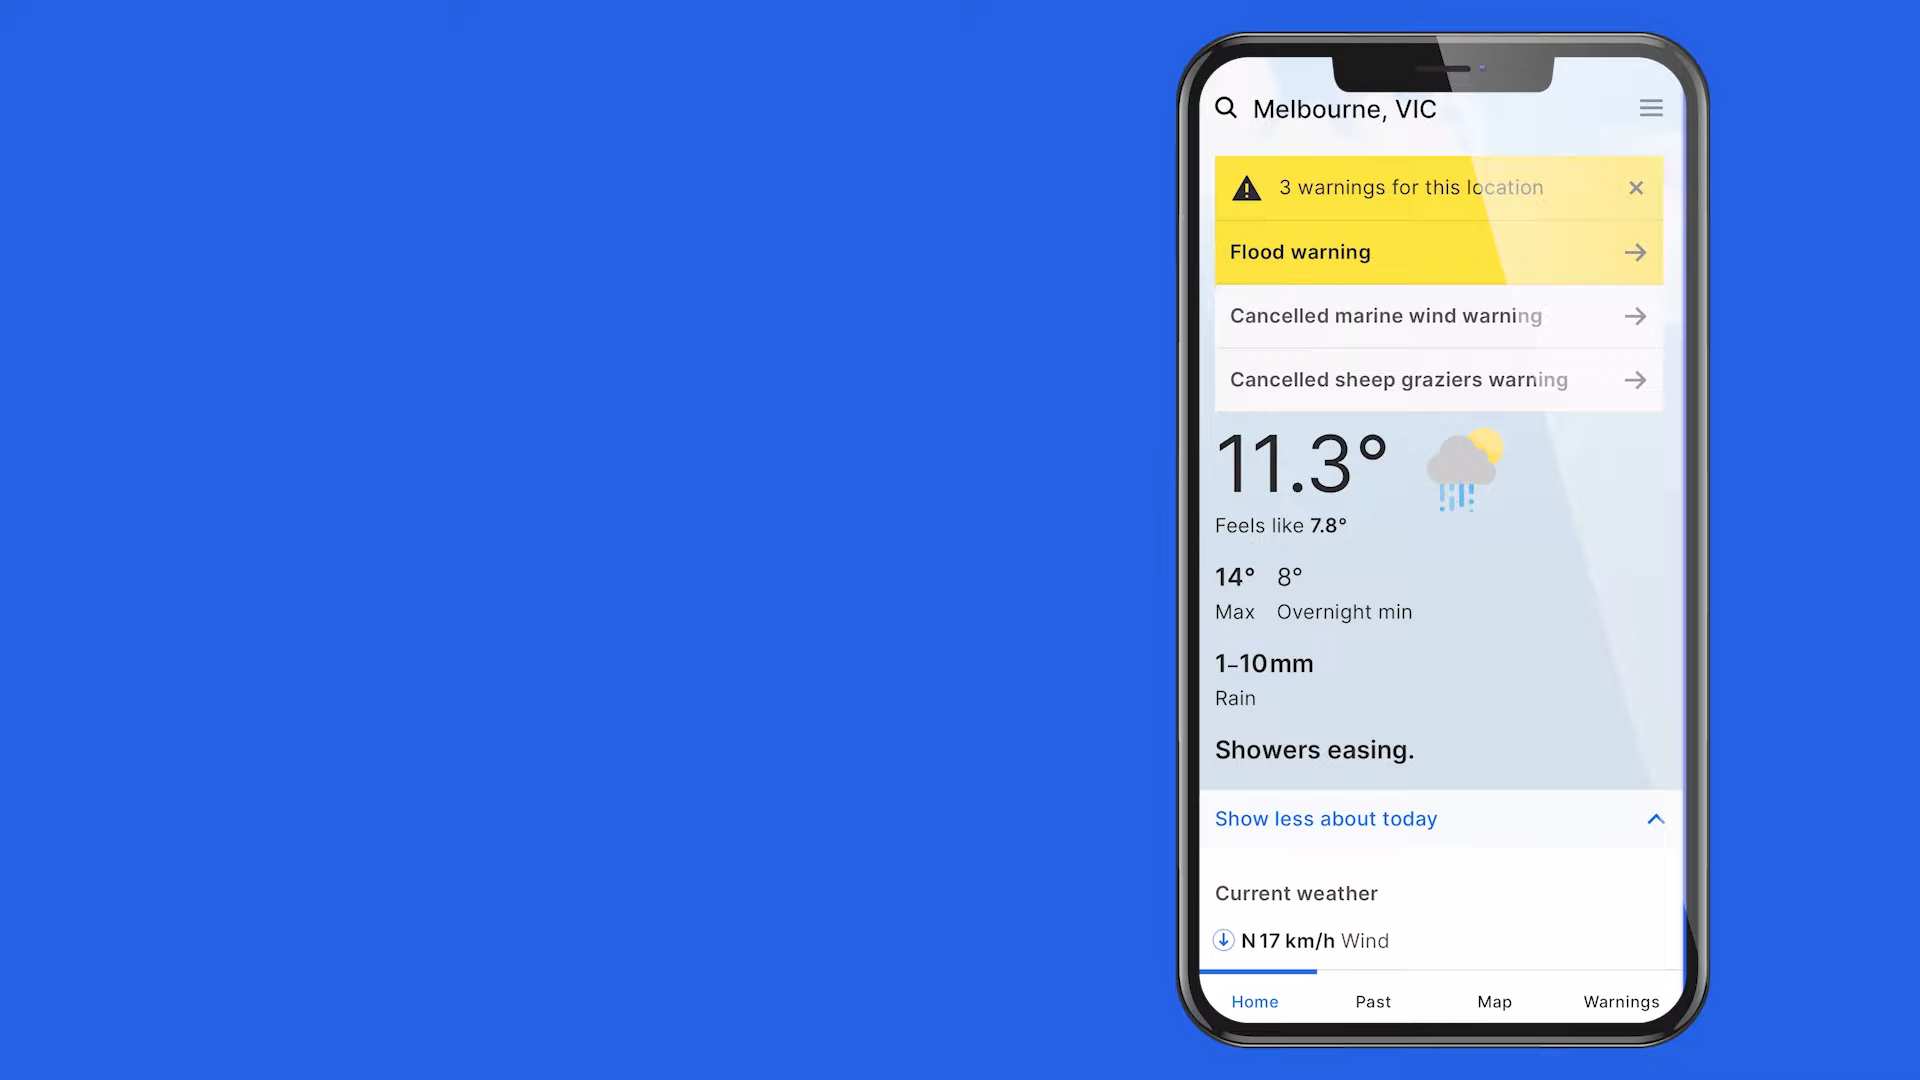 Melbourne, VIC
3 warnings for this location
Flood warning
Cancelled marine wind warning
Cancelled sheep graziers warning
11.3°
Feels like 7.8°
14° 8°
Max Overnight min
1–10mm
Rain
Showers easing.
Show less about today
Current weather
N 17 km/h Wind
Home Past Map Warnings